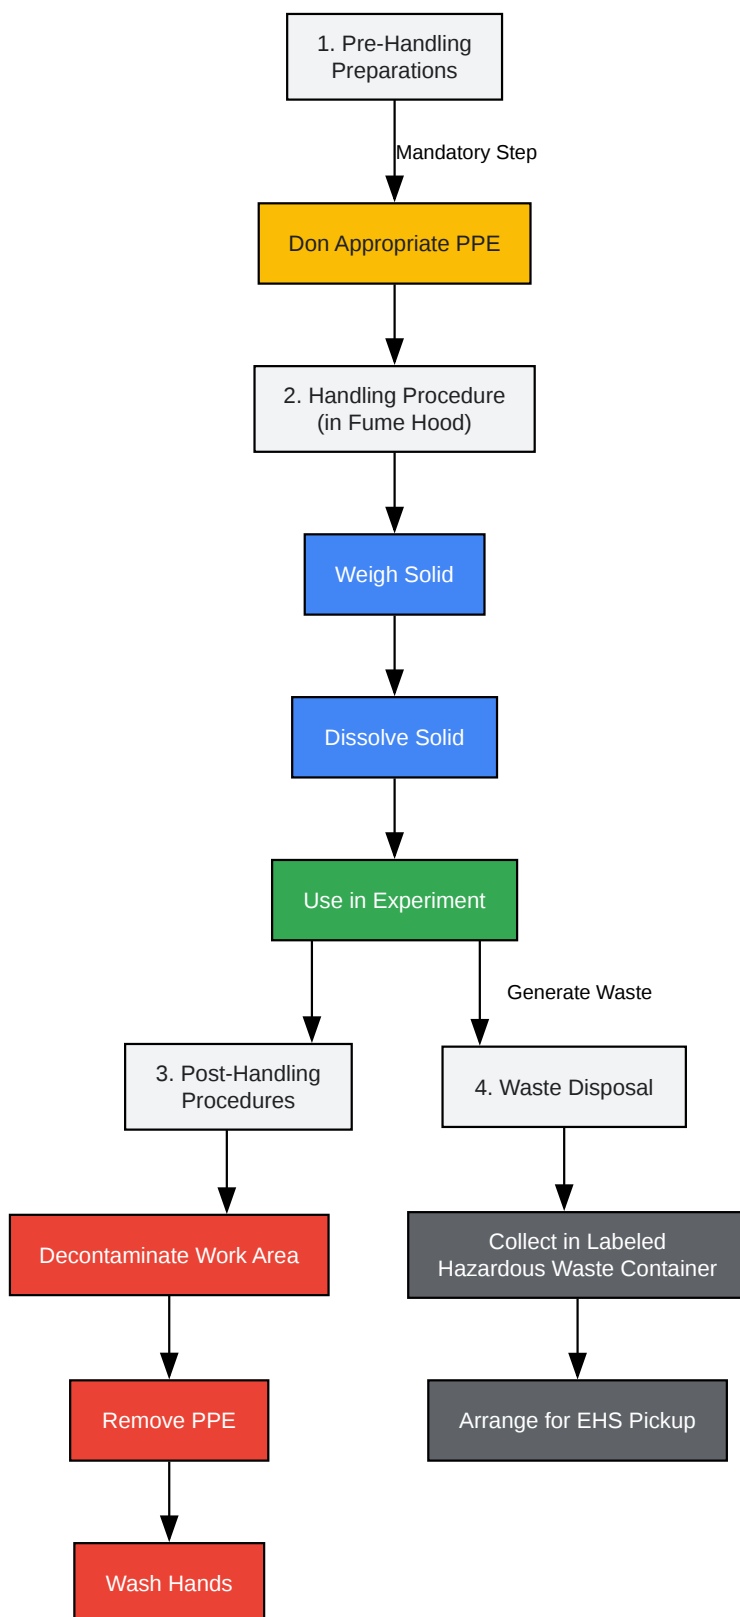 1. Pre-Handling
Preparations
Mandatory Step
Don Appropriate PPE
2. Handling Procedure
(in Fume Hood)
Weigh Solid
Dissolve Solid
Use in Experiment
Generate Waste
3. Post-Handling
Procedures
4. Waste Disposal
Decontaminate Work Area
Collect in Labeled
Hazardous Waste Container
Remove PPE
Arrange for EHS Pickup
Wash Hands